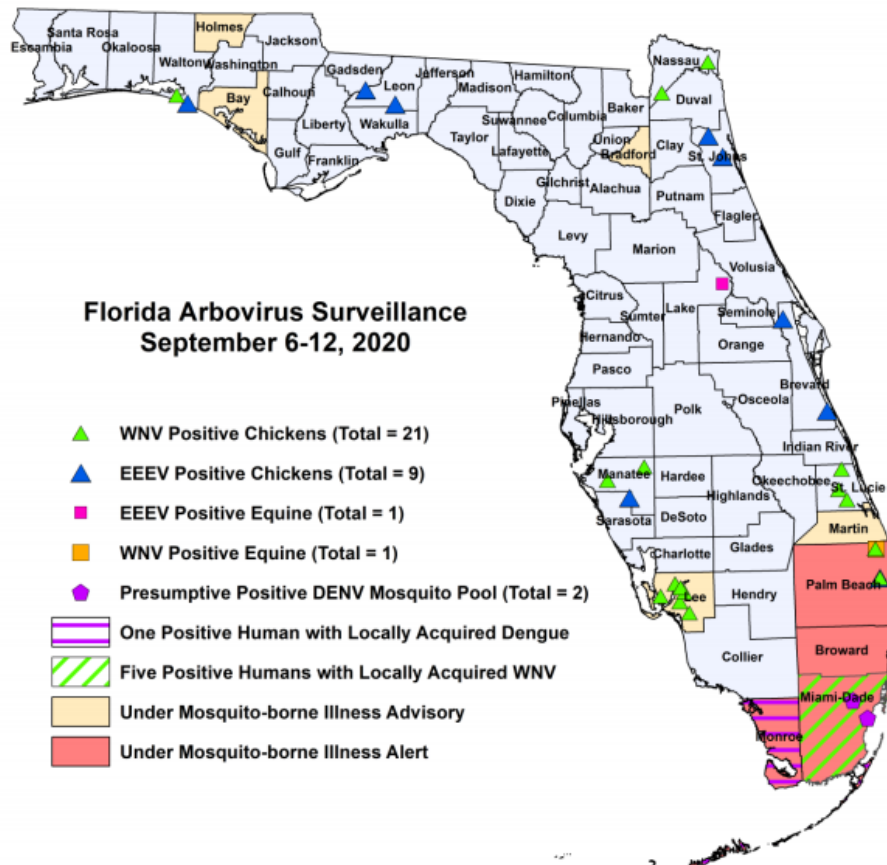 Holmes
Santa Rosa
Jackson
Escambia
Okaloosa
Walton
Washington
Bay
Calhoun
Gadsden
Leon
Jefferson
Madison
Hamilton
Liberty
Wakulla
Gulf
Franklin
Taylor
Suwannee
Columbia
Baker
Nassau
Duval
Lafayette
Union
Bradford
Clay
St. Johns
Gilchrist
Alachua
Putnam
Dixie
Flagler
Levy
Marion
Volusia
Citrus
Sumter
Lake
Seminole
Hernando
Orange
Pasco
Brevard
Osceola
Pinellas
Hillsborough
Polk
Indian River
Manatee
Hardee
Okeechobee
St. Lucie
Highlands
Sarasota
DeSoto
Martin
Charlotte
Glades
Lee
Hendry
Palm Beach
Collier
Broward
Miami-Dade
Monroe
Florida Arbovirus Surveillance
September 6-12, 2020
WNV Positive Chickens (Total = 21)
EEEV Positive Chickens (Total = 9)
EEEV Positive Equine (Total = 1)
WNV Positive Equine (Total = 1)
Presumptive Positive DENV Mosquito Pool (Total = 2)
One Positive Human with Locally Acquired Dengue
Five Positive Humans with Locally Acquired WNV
Under Mosquito-borne Illness Advisory
Under Mosquito-borne Illness Alert